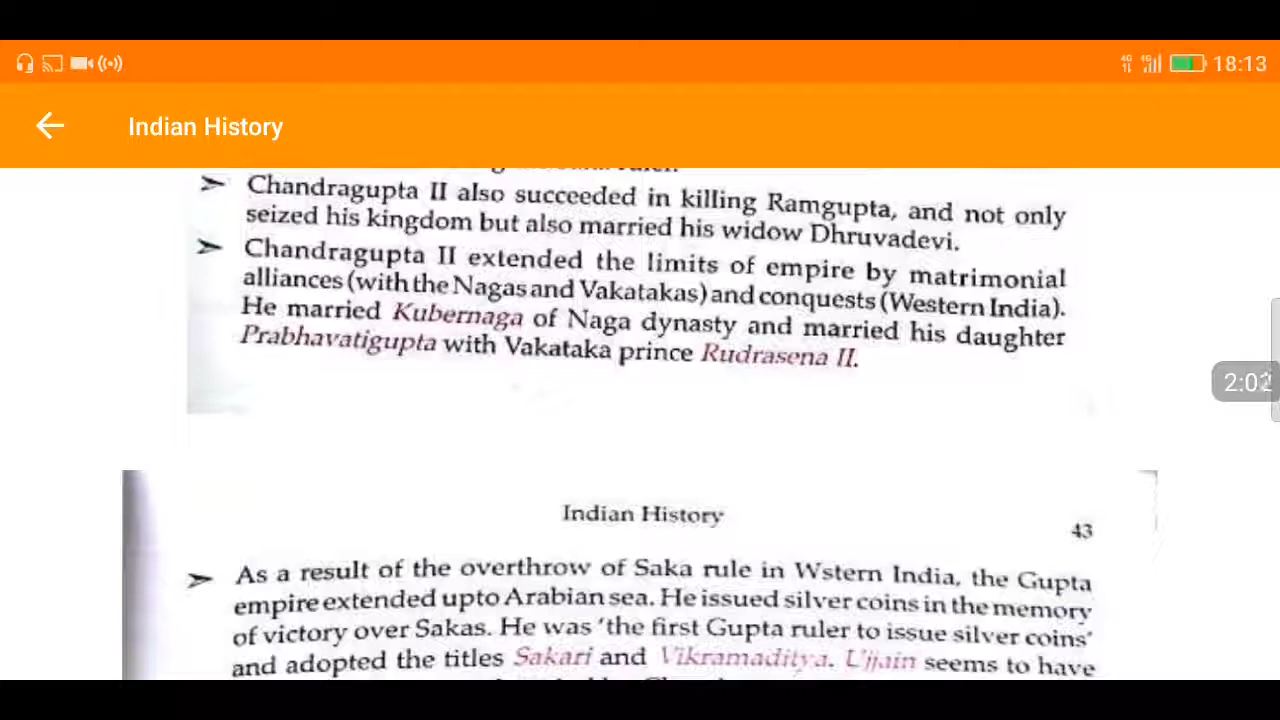 18:13
Indian History
➤ Chandragupta II also succeeded in killing Ramgupta, and not only
seized his kingdom but also married his widow Dhruvadevi.
➤ Chandragupta II extended the limits of empire by matrimonial
alliances (with the Nagas and Vakatakas) and conquests (Western India).
He married Kubernaga of Naga dynasty and married his daughter
Prabhavatigupta with Vakataka prince Rudrasena II.
2:02
Indian History
43
➤ As a result of the overthrow of Saka rule in Wstern India, the Gupta
empire extended upto Arabian sea. He issued silver coins in the memory
of victory over Sakas. He was 'the first Gupta ruler to issue silver coins'
and adopted the titles Sakari and Vikramaditya. Ujjain seems to have